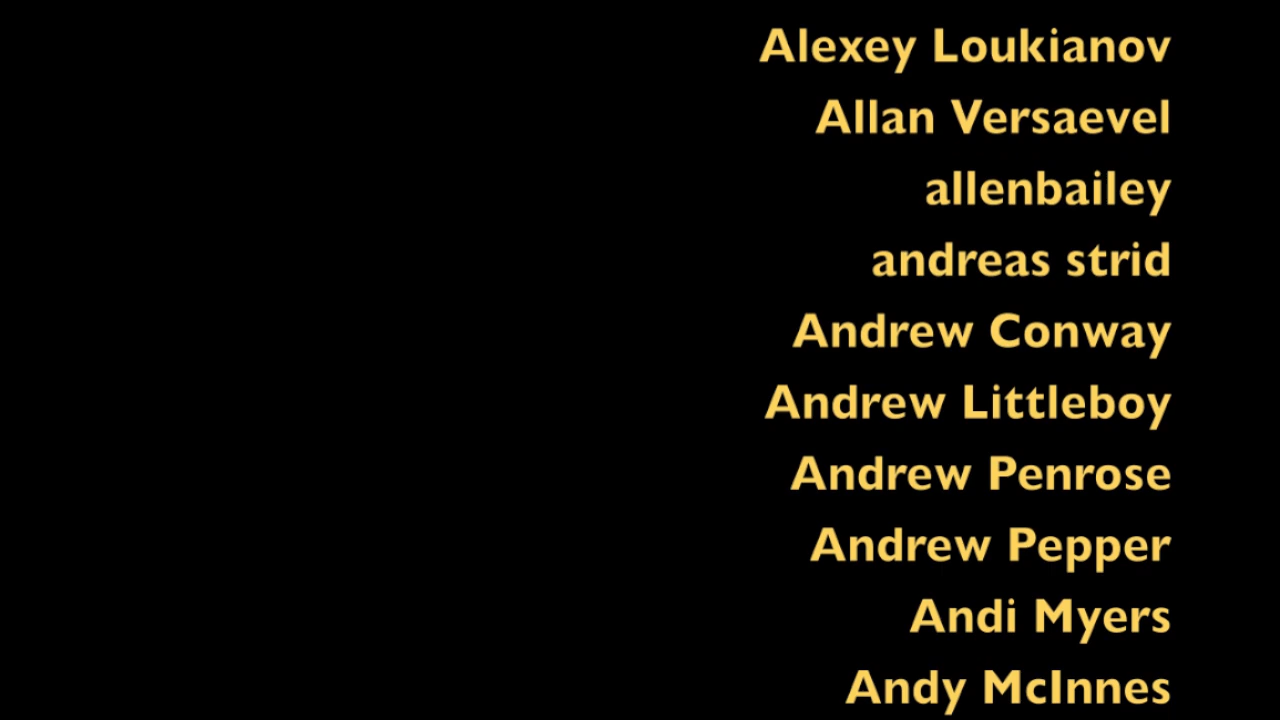 Alexey Loukianov
Allan Versaevel
allenbailey
andreas strid
Andrew Conway
Andrew Littleboy
Andrew Penrose
Andrew Pepper
Andi Myers
Andy McInnes